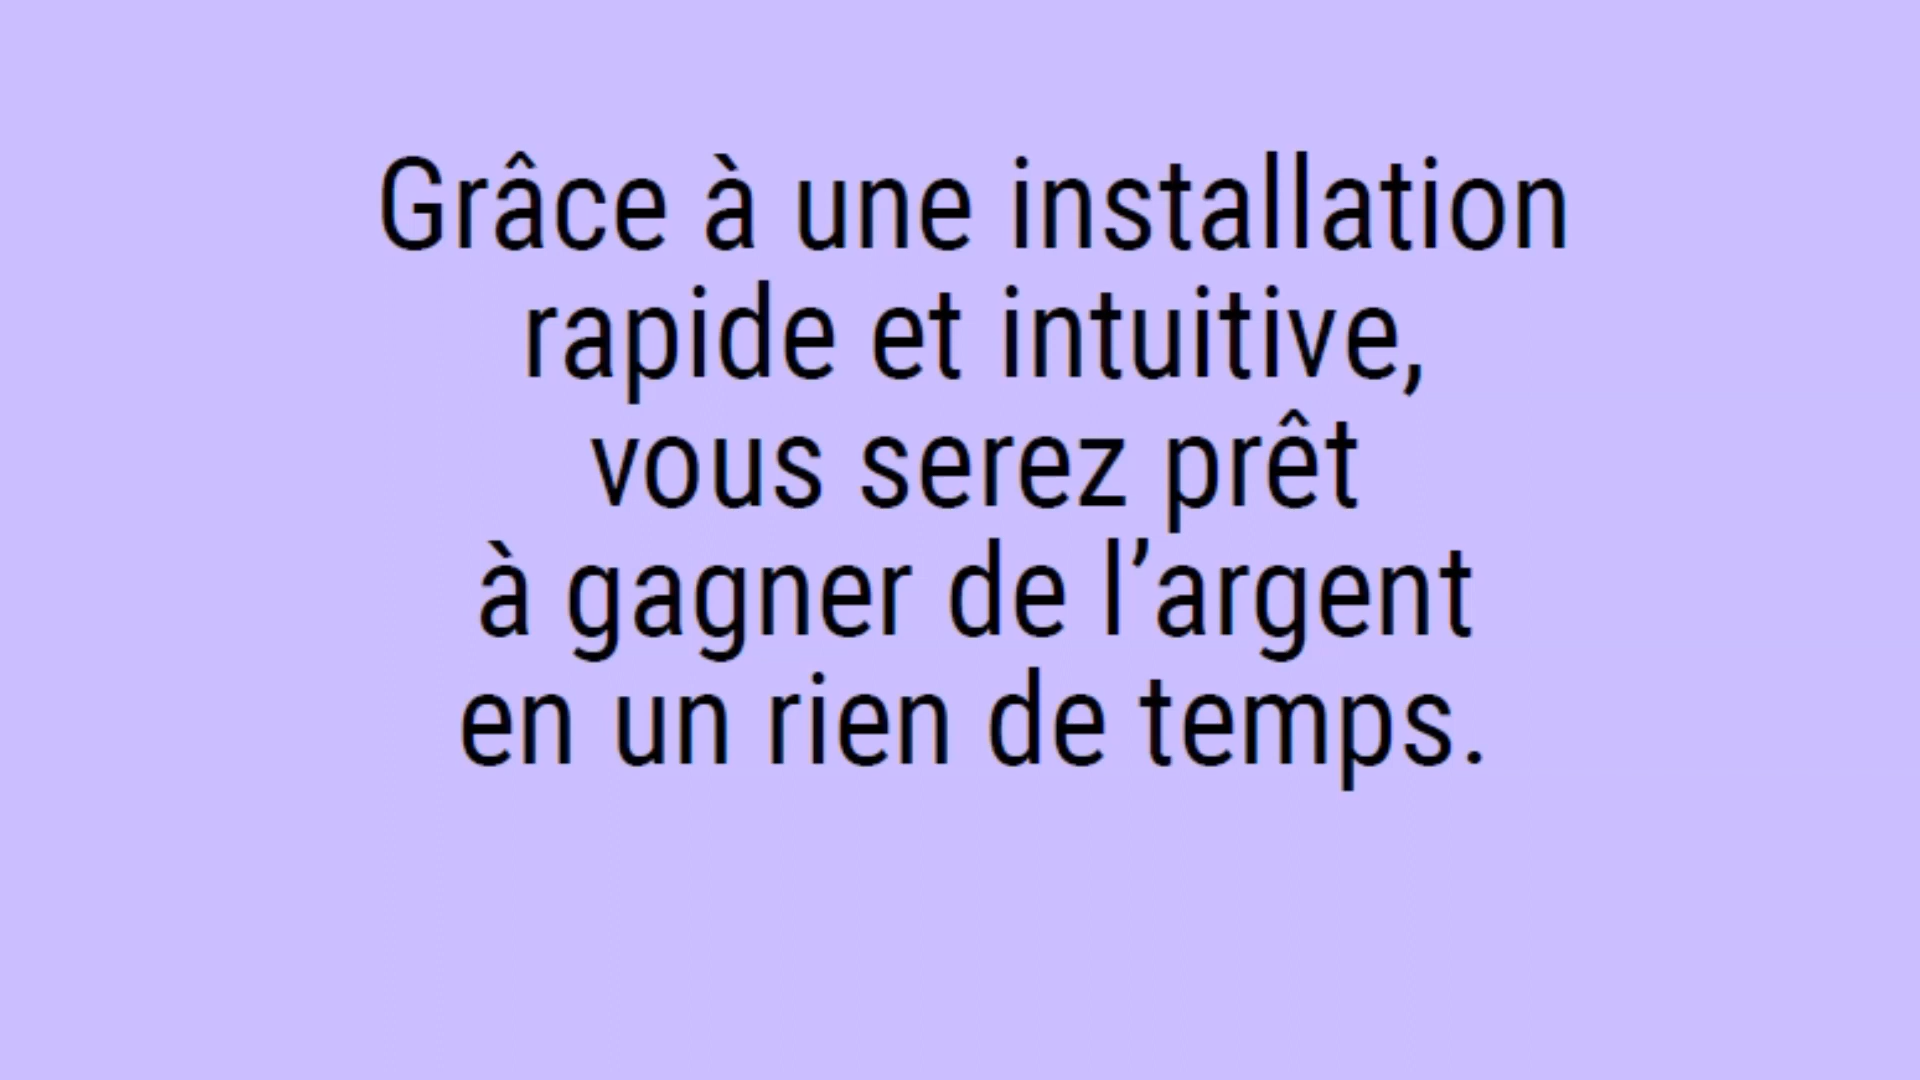 Grâce à une installation
rapide et intuitive,
vous serez prêt
à gagner de l’argent
en un rien de temps.